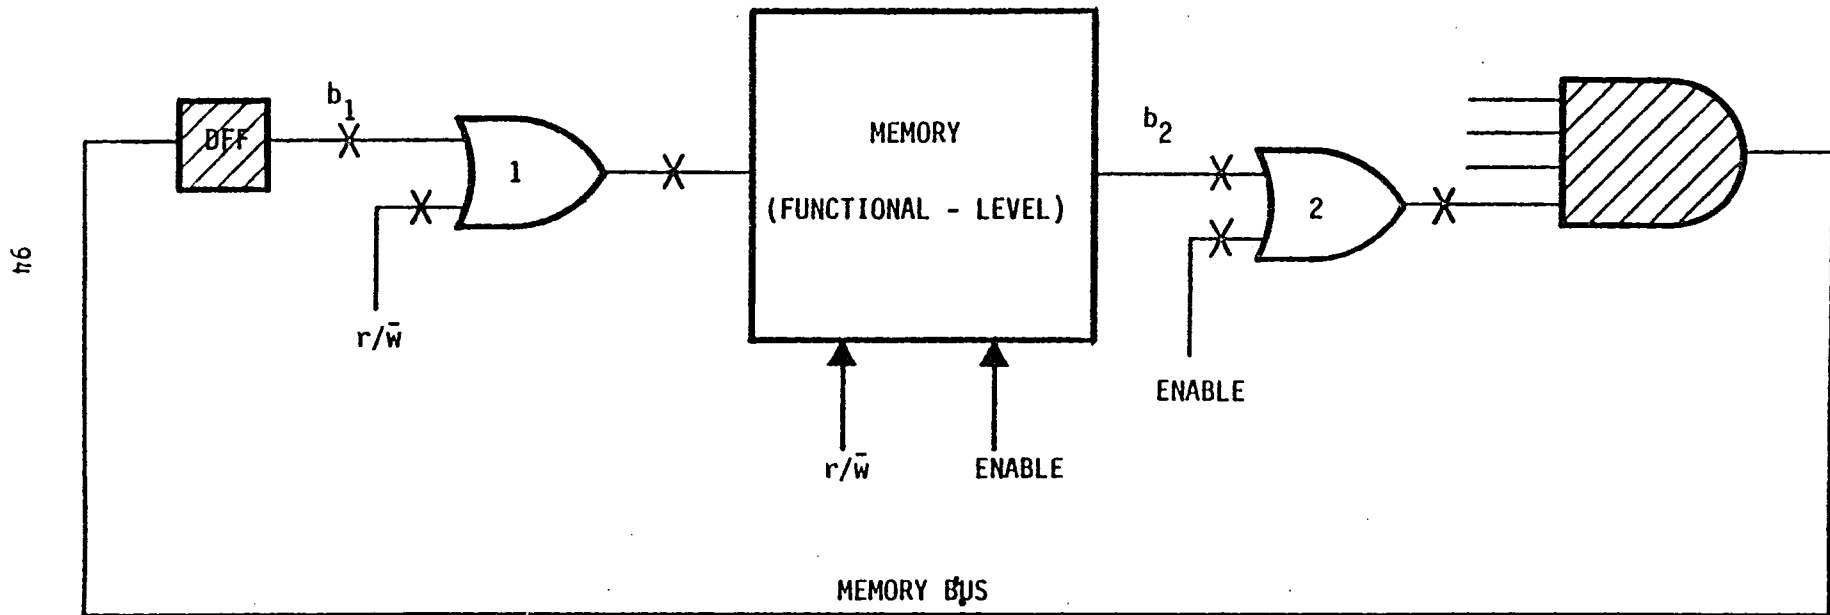 b1
DFF
1
r/w̄
MEMORY
(FUNCTIONAL - LEVEL)
r/w̄
ENABLE
b2
2
ENABLE
MEMORY BUS
94